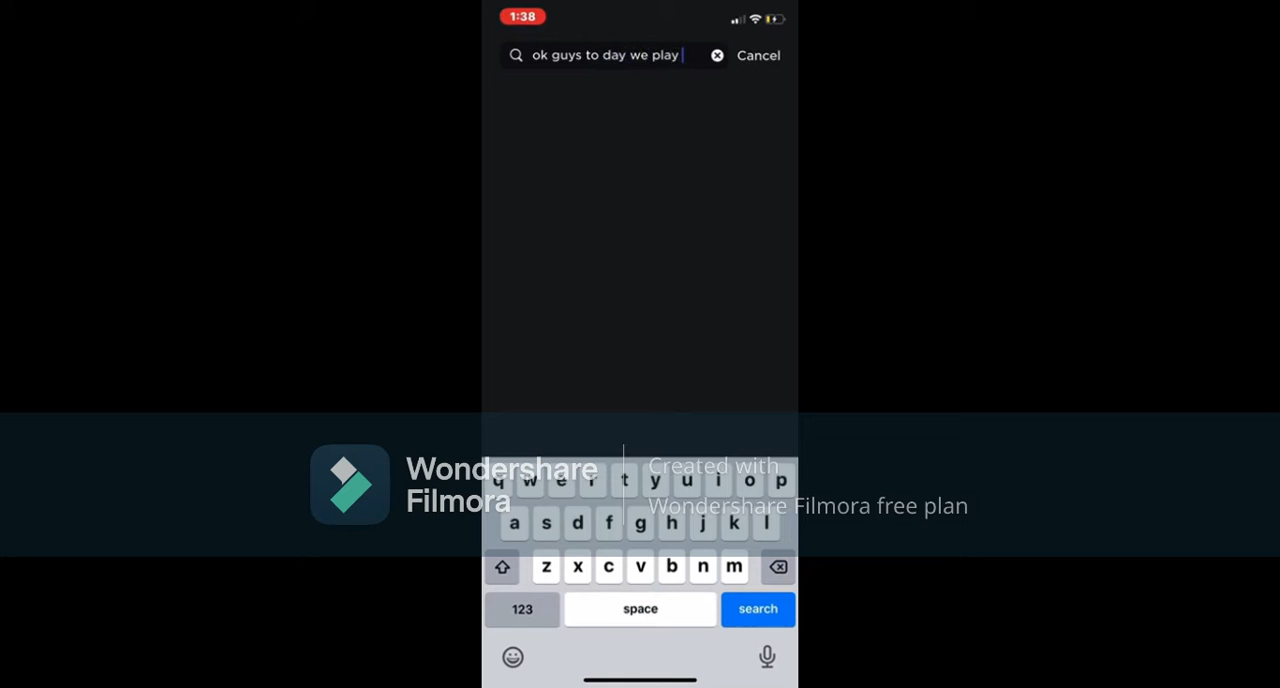 1:38
ok guys to day we play
Cancel
Wondershare
Filmora
Created with
Wondershare Filmora free plan
q w e r t y u i o p
a s d f g h j k l
z x c v b n m
123 space search